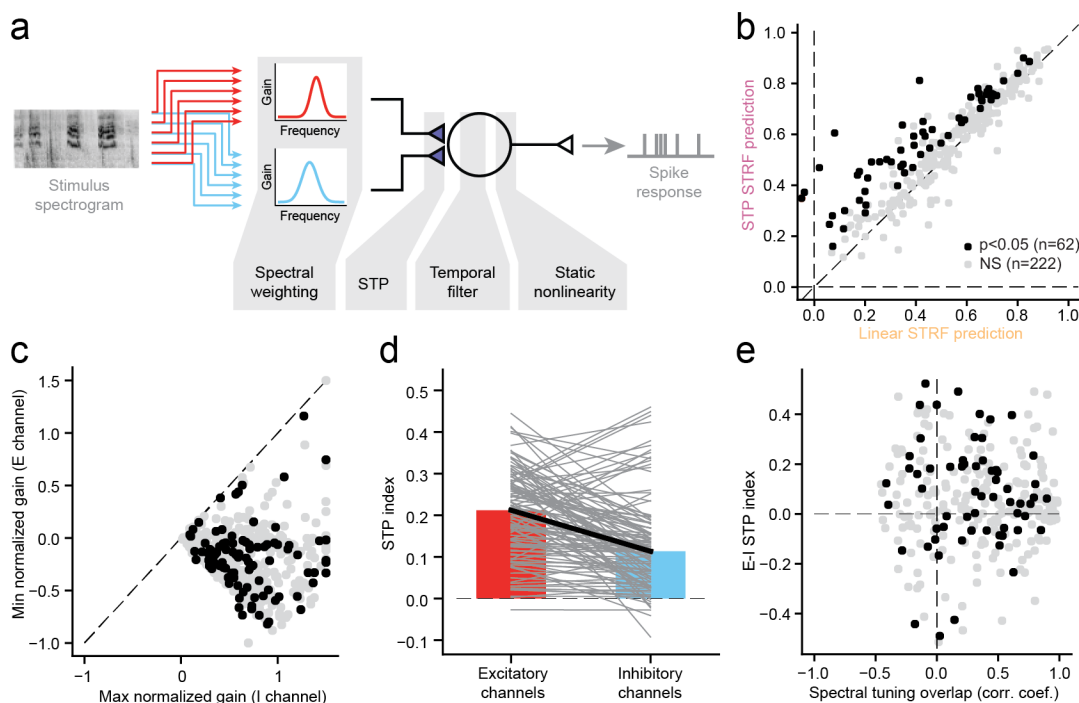 a
Stimulus
spectrogram
Gain
Frequency
Gain
Frequency
Spike
response
Spectral
weighting
STP
Temporal
filter
Static
nonlinearity
b
STP STRF prediction
1.0
0.8
0.6
0.4
0.2
0.0
p<0.05 (n=62)
NS (n=222)
0.0 0.2 0.4 0.6 0.8 1.0
Linear STRF prediction
c
Min normalized gain (E channel)
1.5
1.0
0.5
0.0
−0.5
−1.0
−1 0 1
Max normalized gain (I channel)
d
STP index
0.5
0.4
0.3
0.2
0.1
0.0
−0.1
Excitatory
channels
Inhibitory
channels
e
E-I STP index
0.4
0.2
0.0
−0.2
−0.4
−1.0 −0.5 0.0 0.5 1.0
Spectral tuning overlap (corr. coef.)